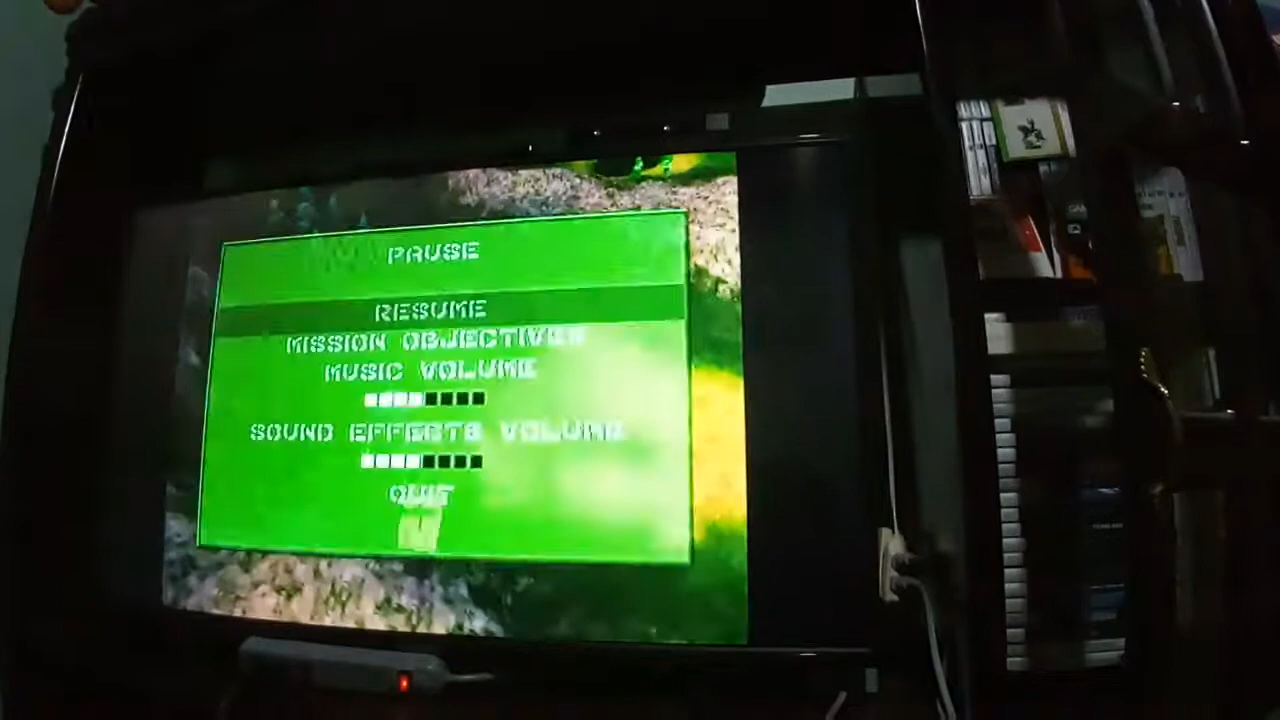 PAUSE
RESUME
MISSION OBJECTIVES
MUSIC VOLUME
SOUND EFFECTS VOLUME
QUIT